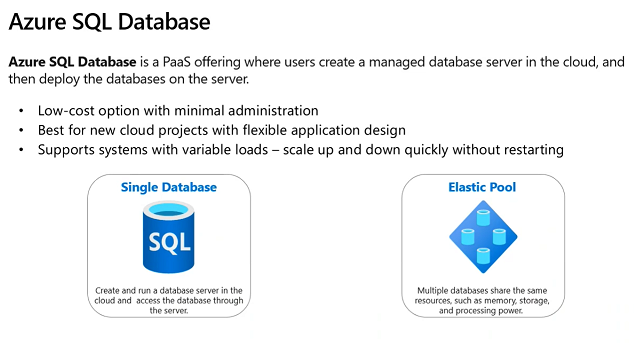 Azure SQL Database
Azure SQL Database is a PaaS offering where users create a managed database server in the cloud, and
then deploy the databases on the server.
• Low-cost option with minimal administration
• Best for new cloud projects with flexible application design
• Supports systems with variable loads – scale up and down quickly without restarting
Single Database
SQL
Create and run a database server in the
cloud and access the database through
the server.
Elastic Pool
Multiple databases share the same
resources, such as memory, storage,
and processing power.